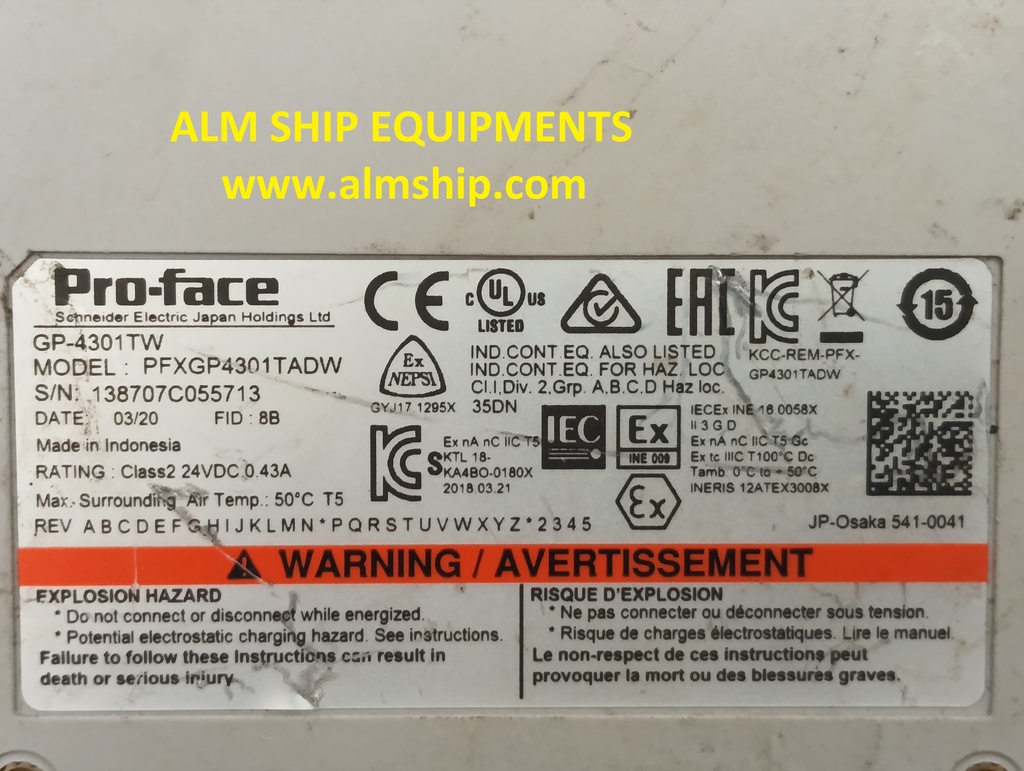 ALM SHIP EQUIPMENTS
www.almship.com
Pro-face
Schneider Electric Japan Holdings Ltd
GP-4301TW
MODEL : PFXGP4301TADW
S/N: 138707C055713
DATE: 03/20 FID : 8B
Made in Indonesia
RATING : Class2 24VDC 0.43A
Max. Surrounding Air Temp.: 50°C T5
REV A B C D E F G H I J K L M N * P Q R S T U V W X Y Z * 2 3 4 5
CE
C UL US
LISTED
EAC
KC
15
Ex
NEPSI
GYJ17.1295X
IND.CONT.EQ. ALSO LISTED
IND.CONT.EQ. FOR HAZ. LOC
Cl.I,Div. 2,Grp. A,B,C,D Haz loc.
35DN
KCC-REM-PFX-
GP4301TADW
KCs
Ex nA nC IIC T5
KTL 18-
KA4BO-0180X
2018.03.21
IEC
Ex
INE 009
Ex
IECEx INE 16 0058X
II 3 G D
Ex nA nC IIC T5 Gc
Ex tc IIIC T100°C Dc
Tamb 0°C to + 50°C
INERIS 12ATEX3008X
JP-Osaka 541-0041
WARNING / AVERTISSEMENT
EXPLOSION HAZARD
* Do not connect or disconnect while energized.
* Potential electrostatic charging hazard. See instructions.
Failure to follow these Instructions can result in
death or serious injury
RISQUE D'EXPLOSION
* Ne pas connecter ou déconnecter sous tension.
* Risque de charges électrostatiques. Lire le manuel.
Le non-respect de ces instructions peut
provoquer la mort ou des blessures graves.